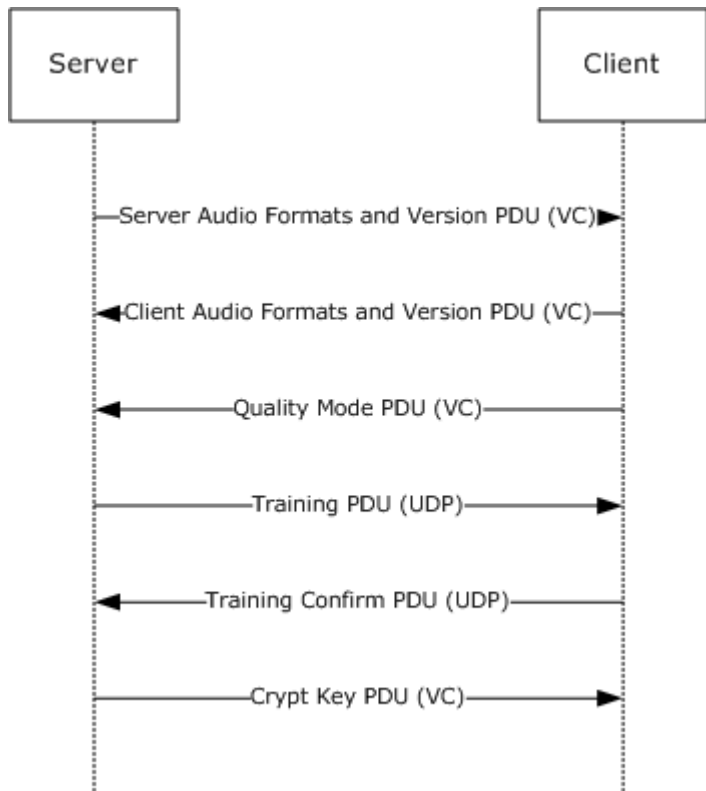 Server
Client
Server Audio Formats and Version PDU (VC)
Client Audio Formats and Version PDU (VC)
Quality Mode PDU (VC)
Training PDU (UDP)
Training Confirm PDU (UDP)
Crypt Key PDU (VC)